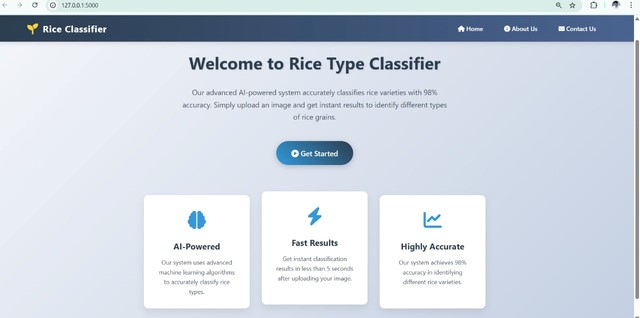 127.0.0.1:5000
Rice Classifier
Home
About Us
Contact Us
Welcome to Rice Type Classifier
Our advanced AI-powered system accurately classifies rice varieties with 98%
accuracy. Simply upload an image and get instant results to identify different types
of rice grains.
Get Started
AI-Powered
Our system uses advanced
machine learning algorithms
to accurately classify rice
types.
Fast Results
Get instant classification
results in less than 5 seconds
after uploading your image.
Highly Accurate
Our system achieves 98%
accuracy in identifying
different rice varieties.